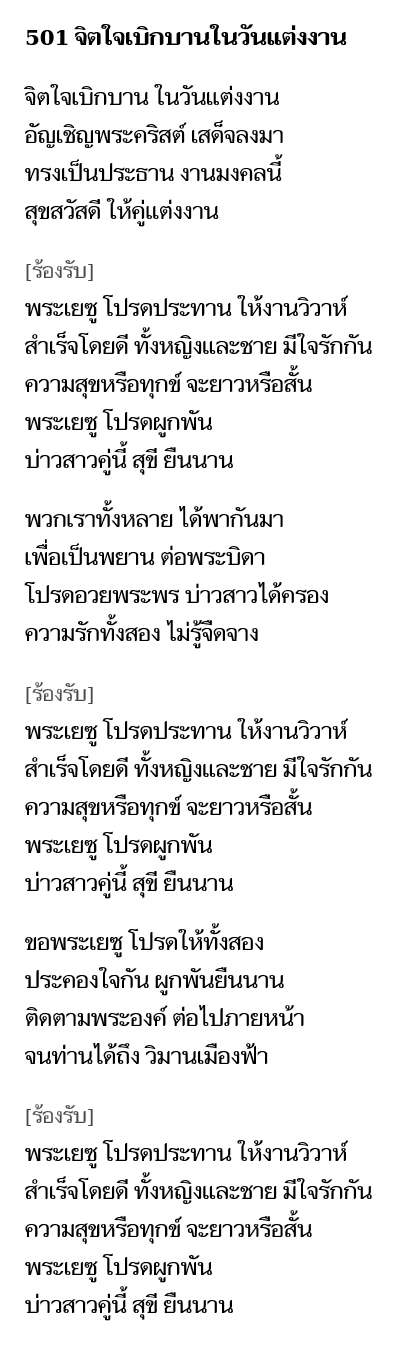 501 จิตใจเบิกบานในวันแต่งงาน
จิตใจเบิกบาน ในวันแต่งงาน
อัญเชิญพระคริสต์ เสด็จลงมา
ทรงเป็นประธาน งานมงคลนี้
สุขสวัสดี ให้คู่แต่งงาน
[ร้องรับ]
พระเยซู โปรดประทาน ให้งานวิวาห์
สำเร็จโดยดี ทั้งหญิงและชาย มีใจรักกัน
ความสุขหรือทุกข์ จะยาวหรือสั้น
พระเยซู โปรดผูกพัน
บ่าวสาวคู่นี้ สุขี ยืนนาน
พวกเราทั้งหลาย ได้พากันมา
เพื่อเป็นพยาน ต่อพระบิดา
โปรดอวยพระพร บ่าวสาวได้ครอง
ความรักทั้งสอง ไม่รู้จืดจาง
[ร้องรับ]
พระเยซู โปรดประทาน ให้งานวิวาห์
สำเร็จโดยดี ทั้งหญิงและชาย มีใจรักกัน
ความสุขหรือทุกข์ จะยาวหรือสั้น
พระเยซู โปรดผูกพัน
บ่าวสาวคู่นี้ สุขี ยืนนาน
ขอพระเยซู โปรดให้ทั้งสอง
ประคองใจกัน ผูกพันยืนนาน
ติดตามพระองค์ ต่อไปภายหน้า
จนท่านได้ถึง วิมานเมืองฟ้า
[ร้องรับ]
พระเยซู โปรดประทาน ให้งานวิวาห์
สำเร็จโดยดี ทั้งหญิงและชาย มีใจรักกัน
ความสุขหรือทุกข์ จะยาวหรือสั้น
พระเยซู โปรดผูกพัน
บ่าวสาวคู่นี้ สุขี ยืนนาน